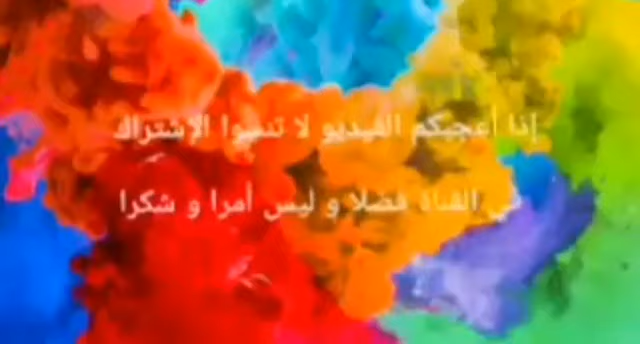 إذا أعجبكم الفيديو لا تنسوا الإشتراك
في القناة فضلا و ليس أمرا و شكرا